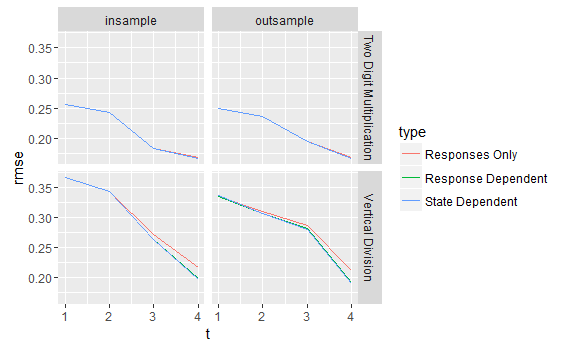 insample
outsample
0.35
0.30
0.25
0.20
Two Digit Multiplication
0.35
0.30
0.25
0.20
Vertical Division
rmse
1
2
3
4
1
2
3
4
t
type
Responses Only
Response Dependent
State Dependent